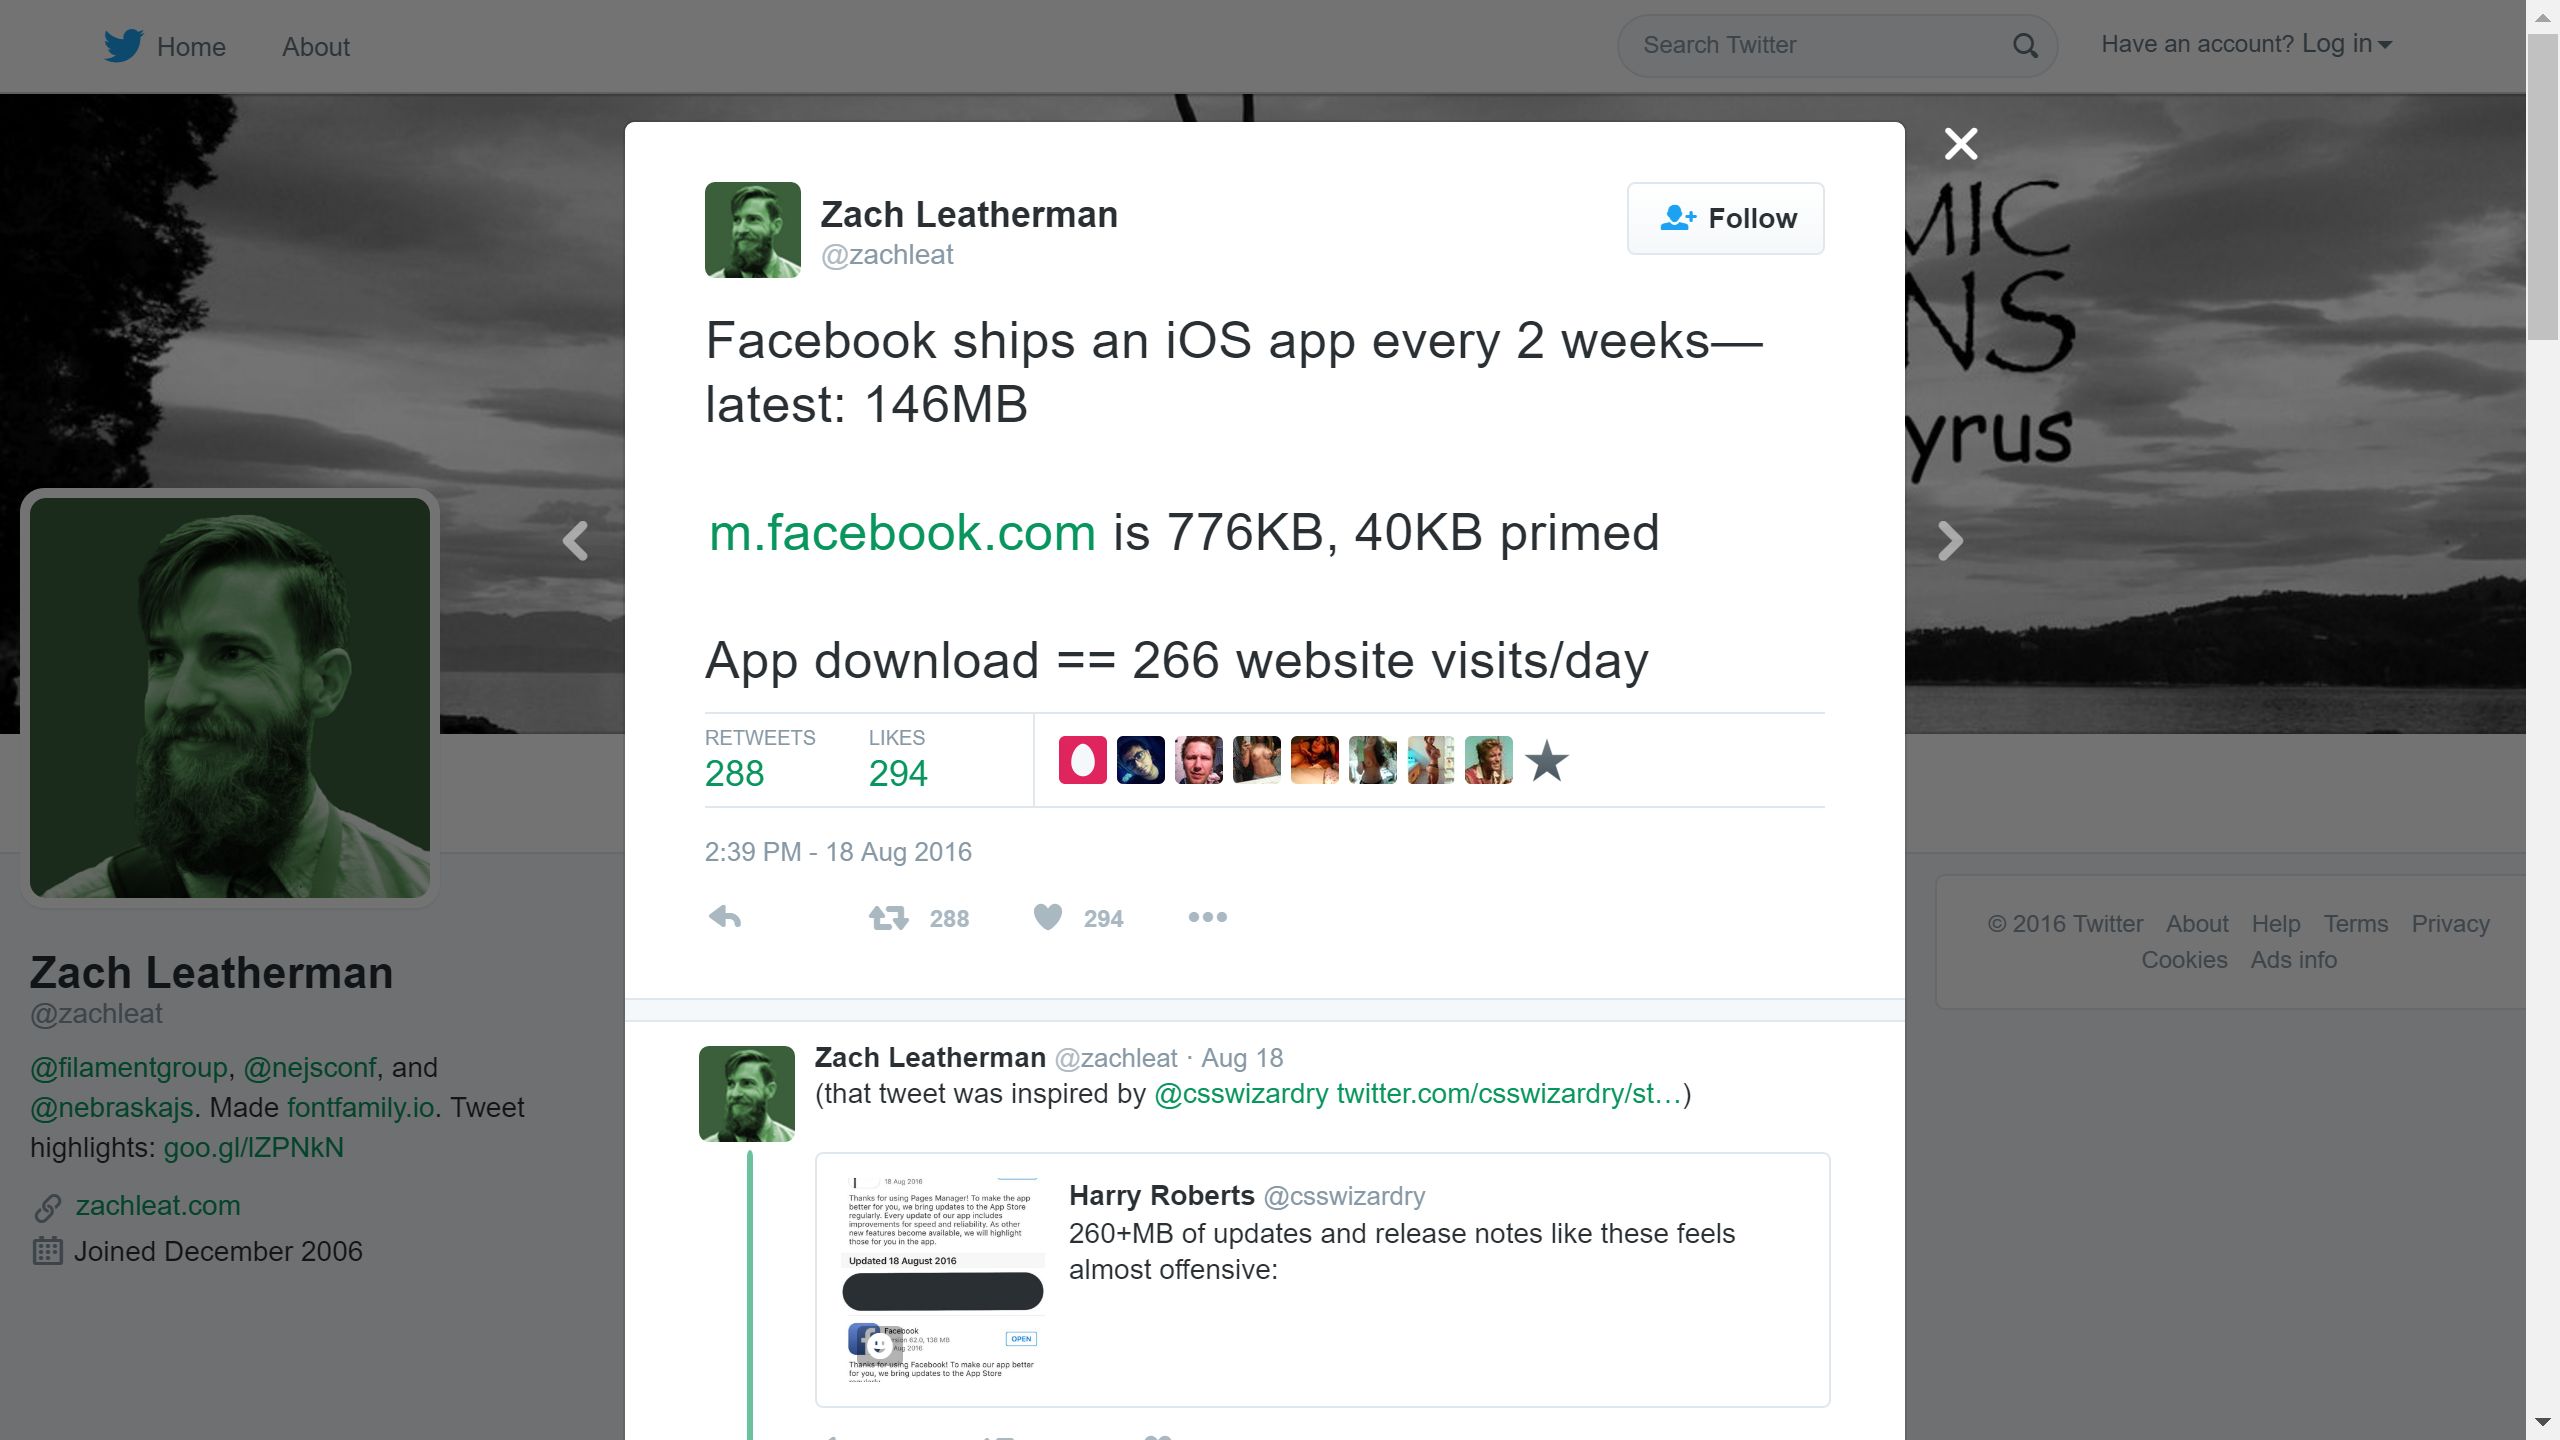 Home
About
Search Twitter
Have an account? Log in
MIC
NS
yrus
Zach Leatherman
@zachleat
Follow
Facebook ships an iOS app every 2 weeks—
latest: 146MB
m.facebook.com is 776KB, 40KB primed
App download == 266 website visits/day
RETWEETS
288
LIKES
294
2:39 PM - 18 Aug 2016
288
294
Zach Leatherman
@zachleat
@filamentgroup, @nejsconf, and
@nebraskajs. Made fontfamily.io. Tweet
highlights: goo.gl/lZPNkN
zachleat.com
Joined December 2006
© 2016 Twitter About Help Terms Privacy
Cookies Ads info
Zach Leatherman @zachleat · Aug 18
(that tweet was inspired by @csswizardry twitter.com/csswizardry/st…)
18 Aug 2016
Thanks for using Pages Manager! To make the app
better for you, we bring updates to the App Store
regularly. Every update of our app includes
improvements for speed and reliability. As other
new features become available, we will highlight
those for you in the app.
Updated 18 August 2016
Facebook
62.0, 136 MB
Aug 2016
OPEN
Thanks for using Facebook! To make our app better
for you, we bring updates to the App Store
Harry Roberts @csswizardry
260+MB of updates and release notes like these feels
almost offensive: